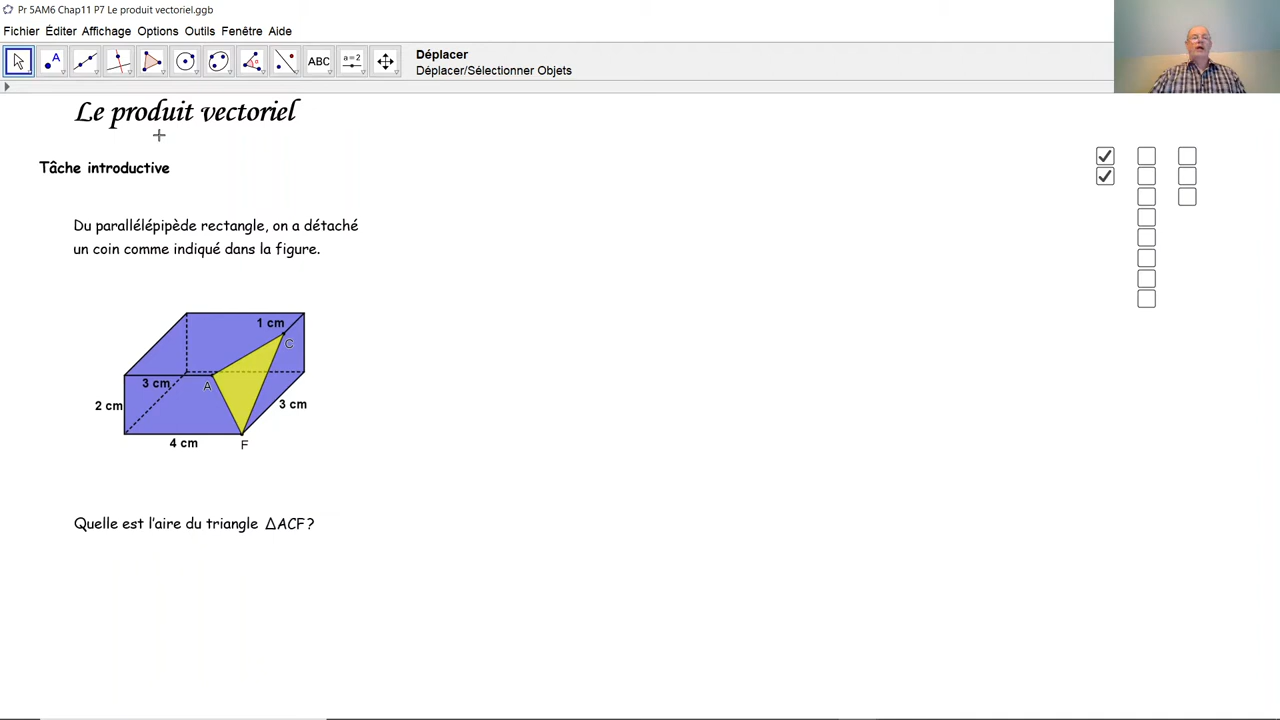 Pr 5AM6 Chap11 P7 Le produit vectoriel.ggb
Fichier Éditer Affichage Options Outils Fenêtre Aide
A
α
ABC
a=2
Déplacer
Déplacer/Sélectionner Objets
Le produit vectoriel
Tâche introductive
Du parallélépipède rectangle, on a détaché
un coin comme indiqué dans la figure.
1 cm
C
3 cm
A
2 cm
3 cm
4 cm
F
Quelle est l'aire du triangle ΔACF?